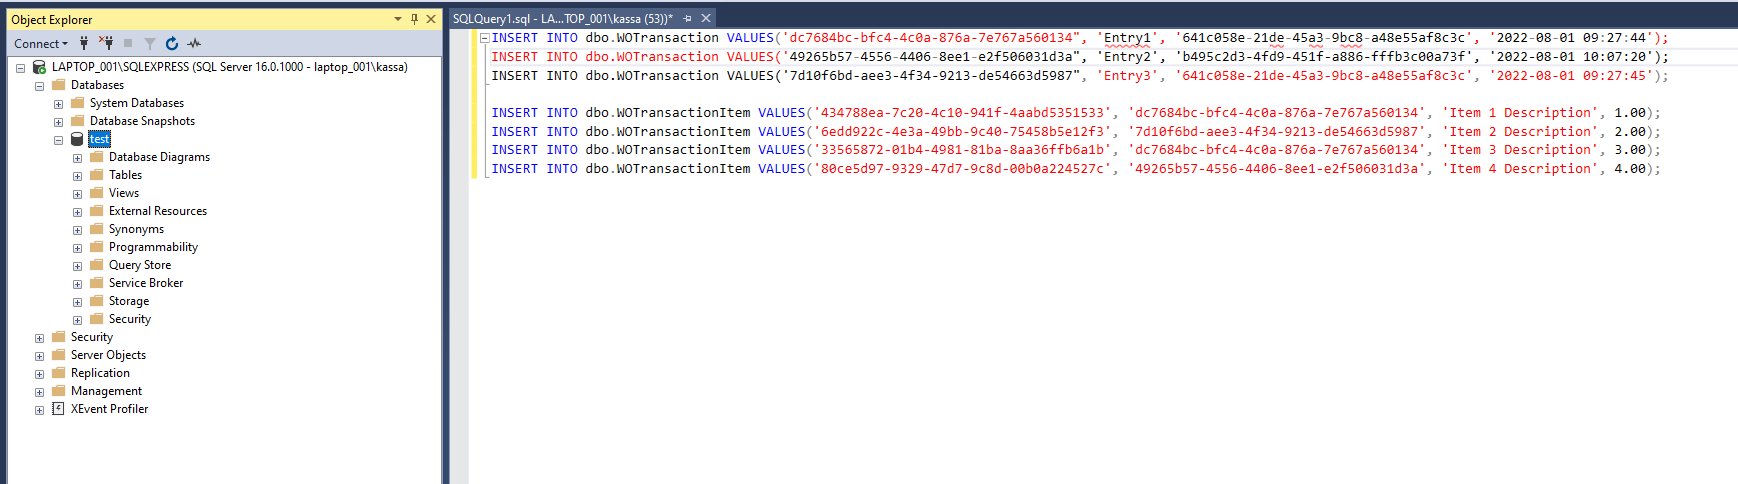 Object Explorer
Connect
LAPTOP_001\SQLEXPRESS (SQL Server 16.0.1000 - laptop_001\kassa)
Databases
System Databases
Database Snapshots
test
Database Diagrams
Tables
Views
External Resources
Synonyms
Programmability
Query Store
Service Broker
Storage
Security
Security
Server Objects
Replication
Management
XEvent Profiler
SQLQuery1.sql - LA...TOP_001\kassa (53))*
INSERT INTO dbo.WOTransaction VALUES('dc7684bc-bfc4-4c0a-876a-7e767a560134", 'Entry1', '641c058e-21de-45a3-9bc8-a48e55af8c3c', '2022-08-01 09:27:44');
INSERT INTO dbo.WOTransaction VALUES('49265b57-4556-4406-8ee1-e2f506031d3a", 'Entry2', 'b495c2d3-4fd9-451f-a886-fffb3c00a73f', '2022-08-01 10:07:20');
INSERT INTO dbo.WOTransaction VALUES('7d10f6bd-aee3-4f34-9213-de54663d5987", 'Entry3', '641c058e-21de-45a3-9bc8-a48e55af8c3c', '2022-08-01 09:27:45');
INSERT INTO dbo.WOTransactionItem VALUES('434788ea-7c20-4c10-941f-4aabd5351533', 'dc7684bc-bfc4-4c0a-876a-7e767a560134', 'Item 1 Description', 1.00);
INSERT INTO dbo.WOTransactionItem VALUES('6edd922c-4e3a-49bb-9c40-75458b5e12f3', '7d10f6bd-aee3-4f34-9213-de54663d5987', 'Item 2 Description', 2.00);
INSERT INTO dbo.WOTransactionItem VALUES('33565872-01b4-4981-81ba-8aa36ffb6a1b', 'dc7684bc-bfc4-4c0a-876a-7e767a560134', 'Item 3 Description', 3.00);
INSERT INTO dbo.WOTransactionItem VALUES('80ce5d97-9329-47d7-9c8d-00b0a224527c', '49265b57-4556-4406-8ee1-e2f506031d3a', 'Item 4 Description', 4.00);